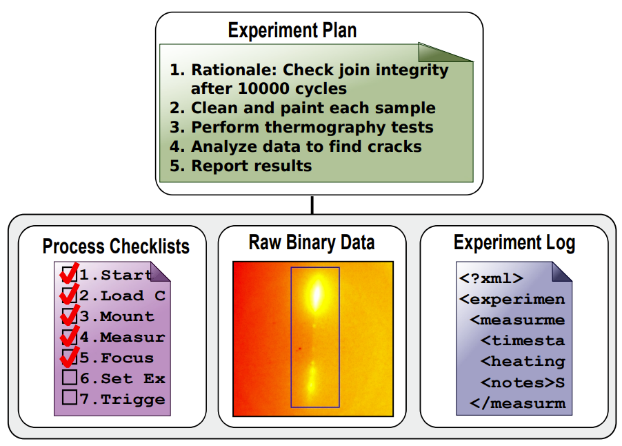 Experiment Plan
1. Rationale: Check join integrity
after 10000 cycles
2. Clean and paint each sample
3. Perform thermography tests
4. Analyze data to find cracks
5. Report results
Process Checklists
1.Start
2.Load C
3.Mount
4.Measur
5.Focus
6.Set Ex
7.Trigge
Raw Binary Data
Experiment Log
<?xml>
<experimen
<measurme
<timesta
<heating
<notes>S
</measurm